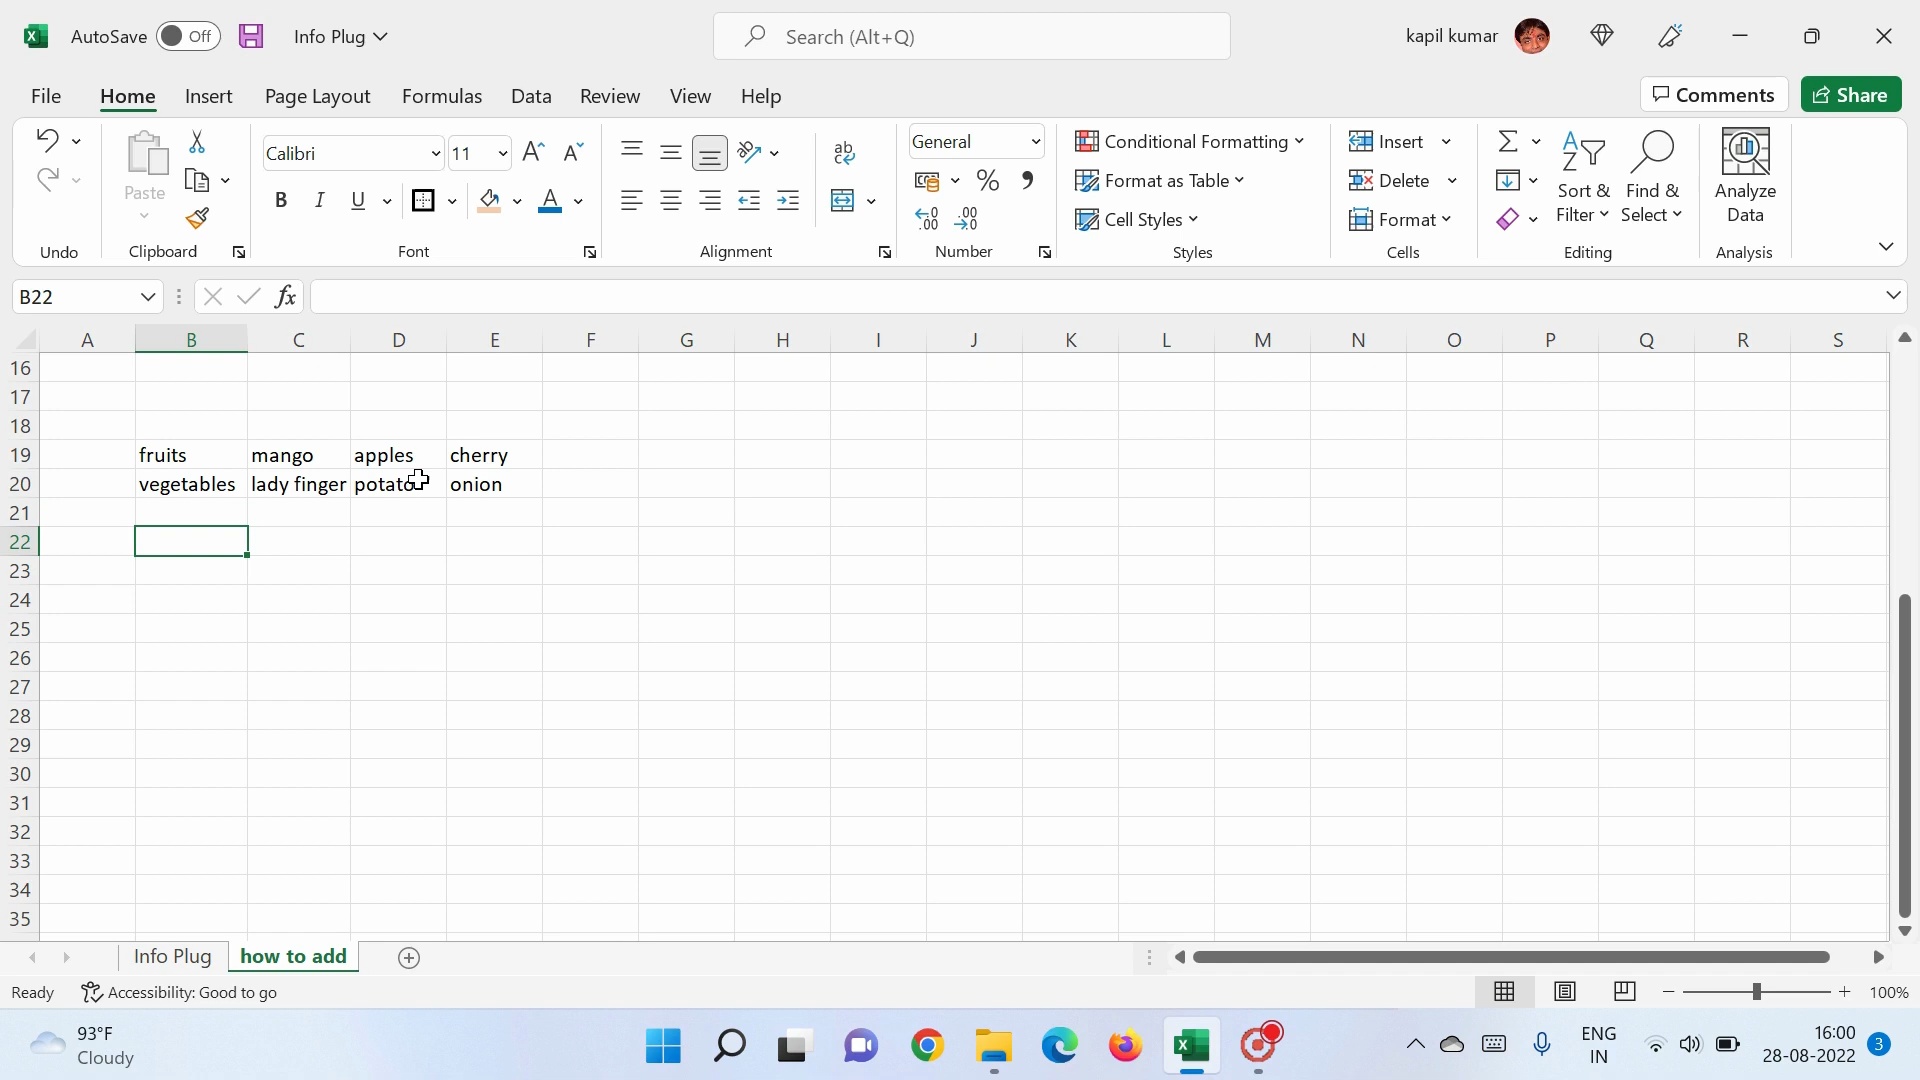 AutoSave Off Info Plug Search (Alt+Q) kapil kumar
File Home Insert Page Layout Formulas Data Review View Help Comments Share
Calibri 11 General Conditional Formatting Insert
Paste B I U Format as Table Delete Sort & Filter Find & Select Analyze Data
Cell Styles Format
Undo Clipboard Font Alignment Number Styles Cells Editing Analysis
B22 fx
A B C D E F G H I J K L M N O P Q R S
16
17
18
19 fruits mango apples cherry
20 vegetables lady finger potato onion
21
22
23
24
25
26
27
28
29
30
31
32
33
34
35
Info Plug how to add
Ready Accessibility: Good to go 100%
93°F ENG 16:00
Cloudy IN 28-08-2022 3